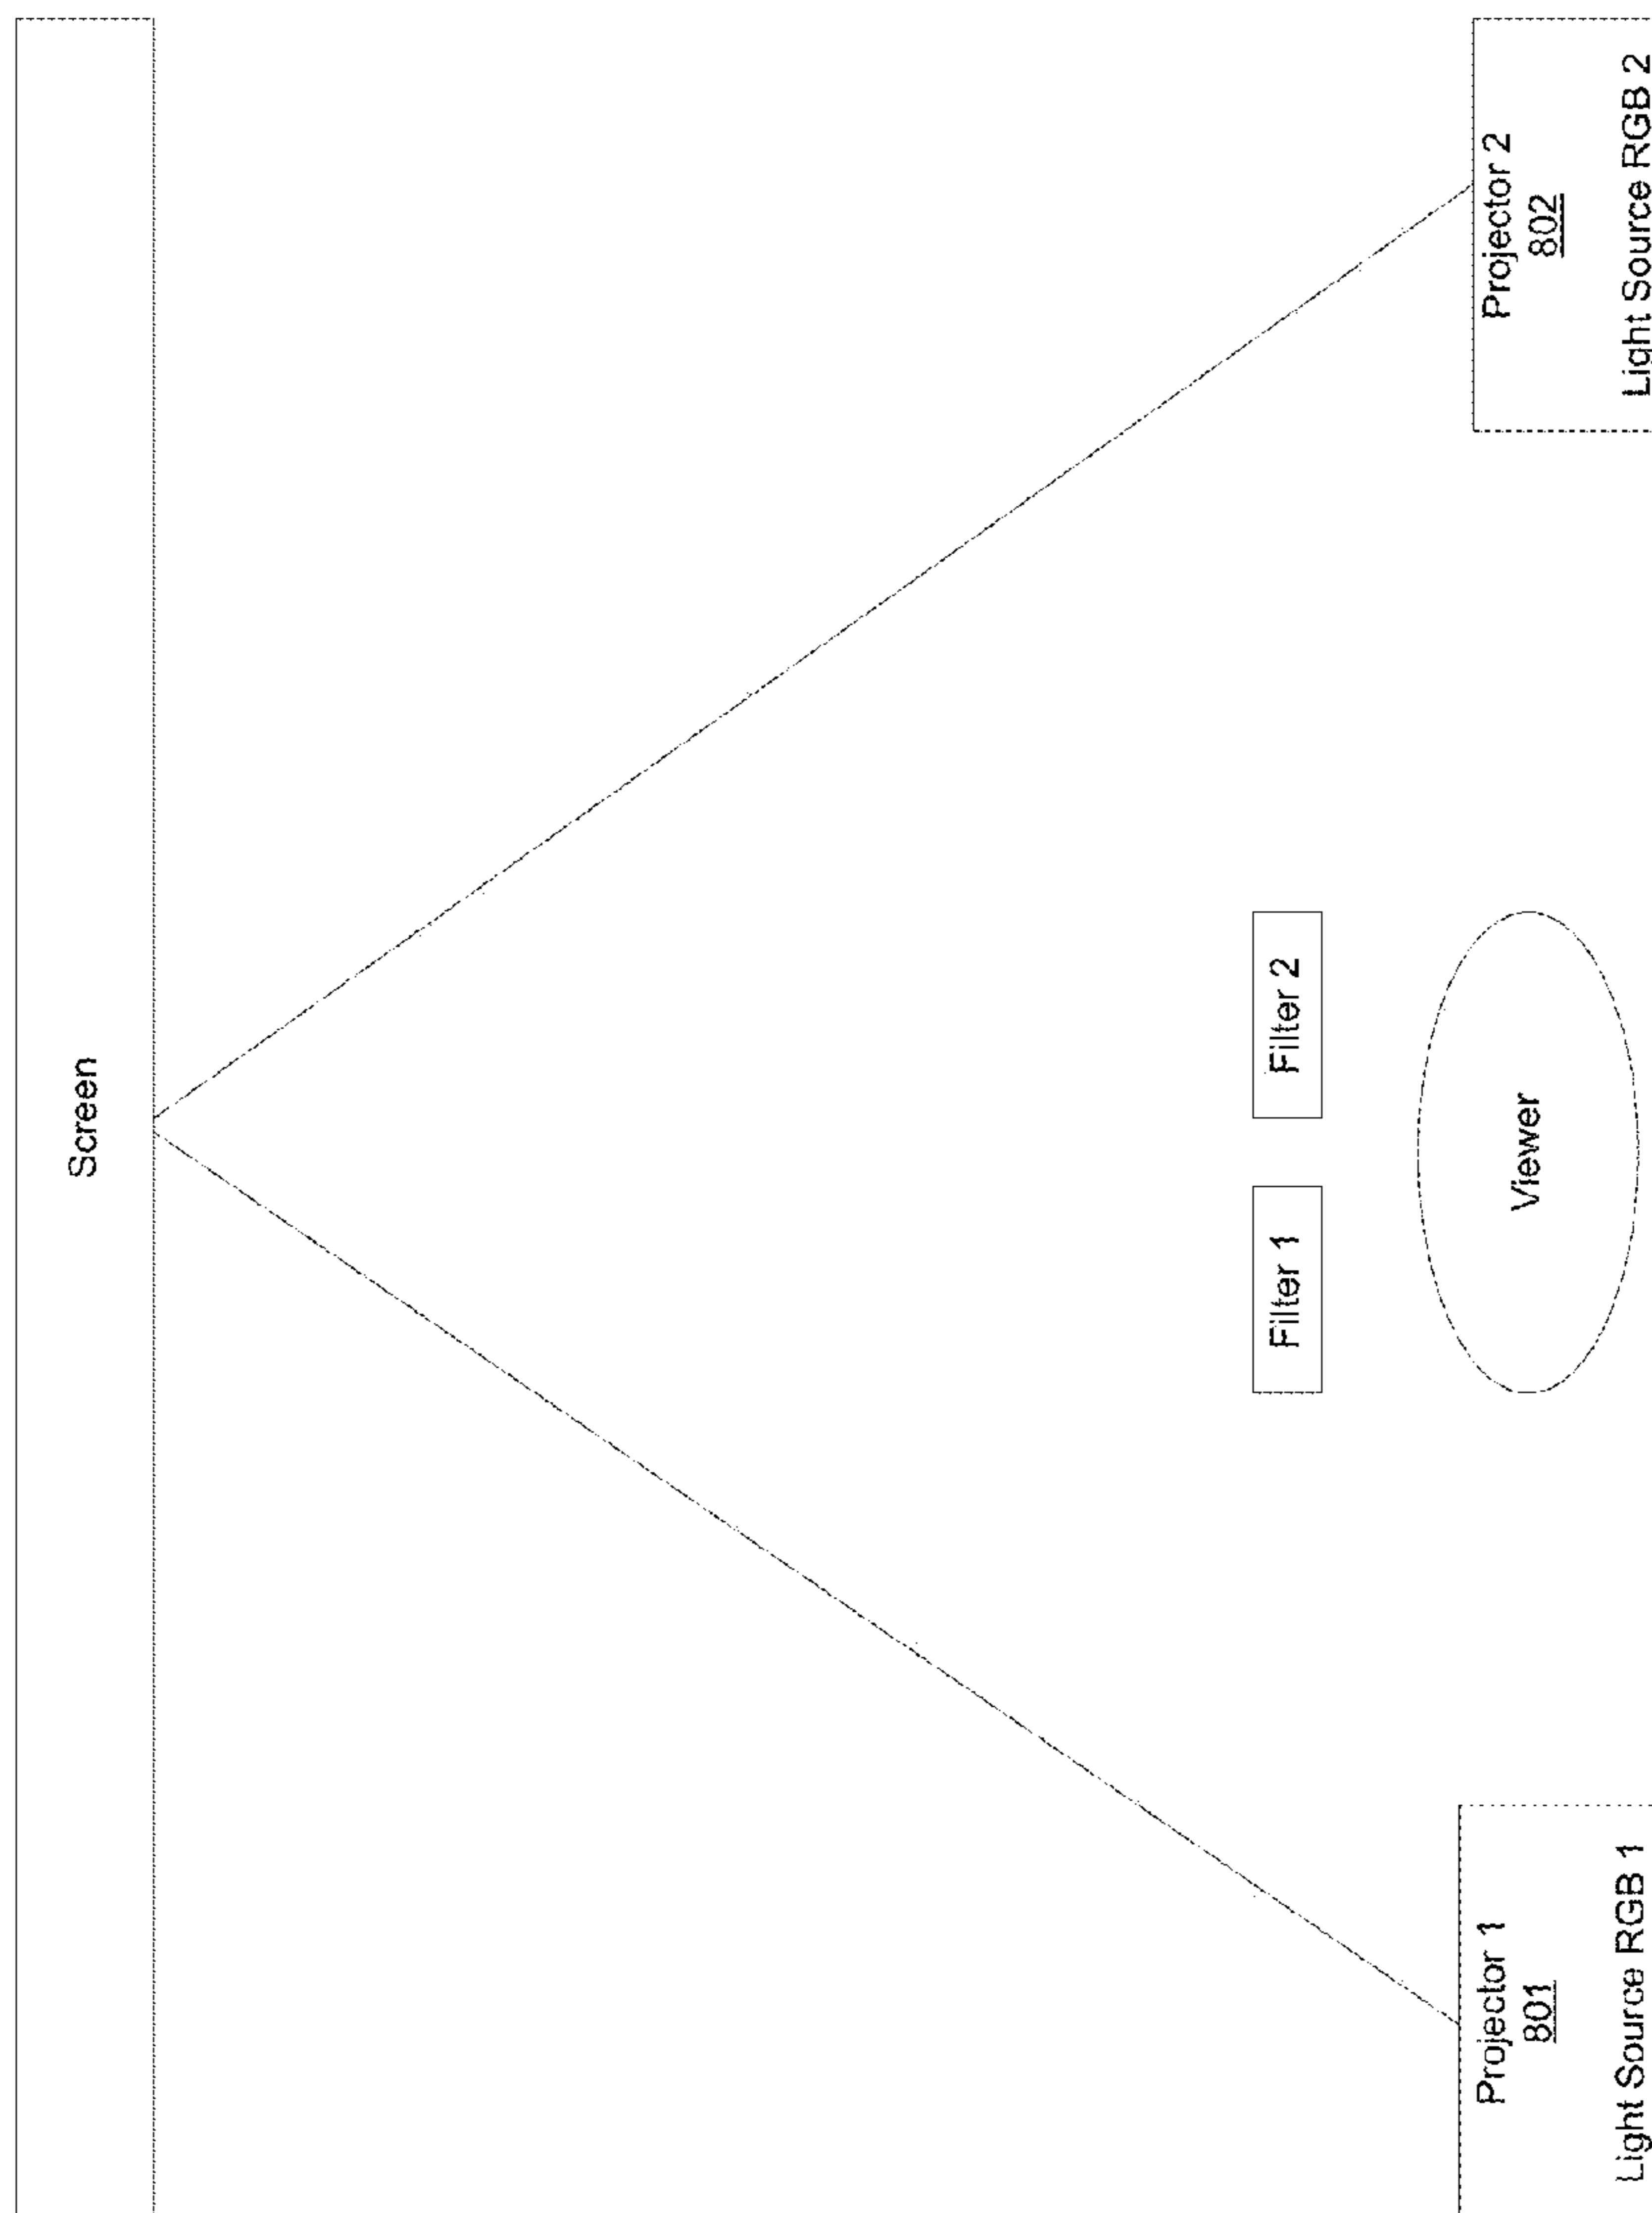 Screen
Filter 1
Filter 2
Viewer
Projector 1
801
Light Source RGB 1
Projector 2
802
Light Source RGB 2